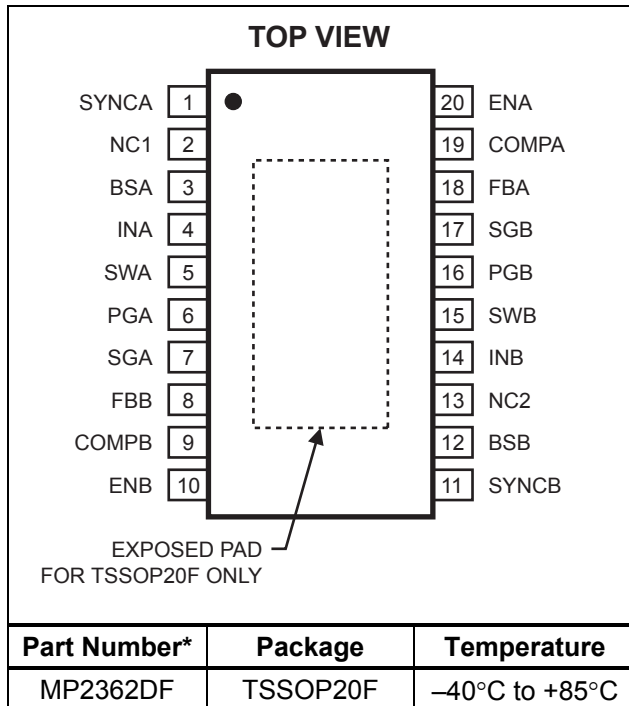 TOP VIEW
SYNCA 1 20 ENA
NC1 2 19 COMPA
BSA 3 18 FBA
INA 4 17 SGB
SWA 5 16 PGB
PGA 6 15 SWB
SGA 7 14 INB
FBB 8 13 NC2
COMPB 9 12 BSB
ENB 10 11 SYNCB
EXPOSED PAD
FOR TSSOP20F ONLY
Part Number* Package Temperature
MP2362DF TSSOP20F –40°C to +85°C